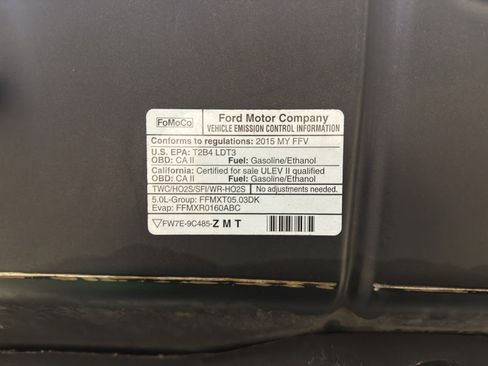 FoMoCo
Ford Motor Company
VEHICLE EMISSION CONTROL INFORMATION
Conforms to regulations: 2015 MY FFV
U.S. EPA: T2B4 LDT3
OBD: CA II Fuel: Gasoline/Ethanol
California: Certified for sale ULEV II qualified
OBD: CA II Fuel: Gasoline/Ethanol
TWC/HO2S/SFI/WR-HO2S No adjustments needed.
5.0L-Group: FFMXT05.03DK
Evap: FFMXR0160ABC
FW7E-9C485-ZMT